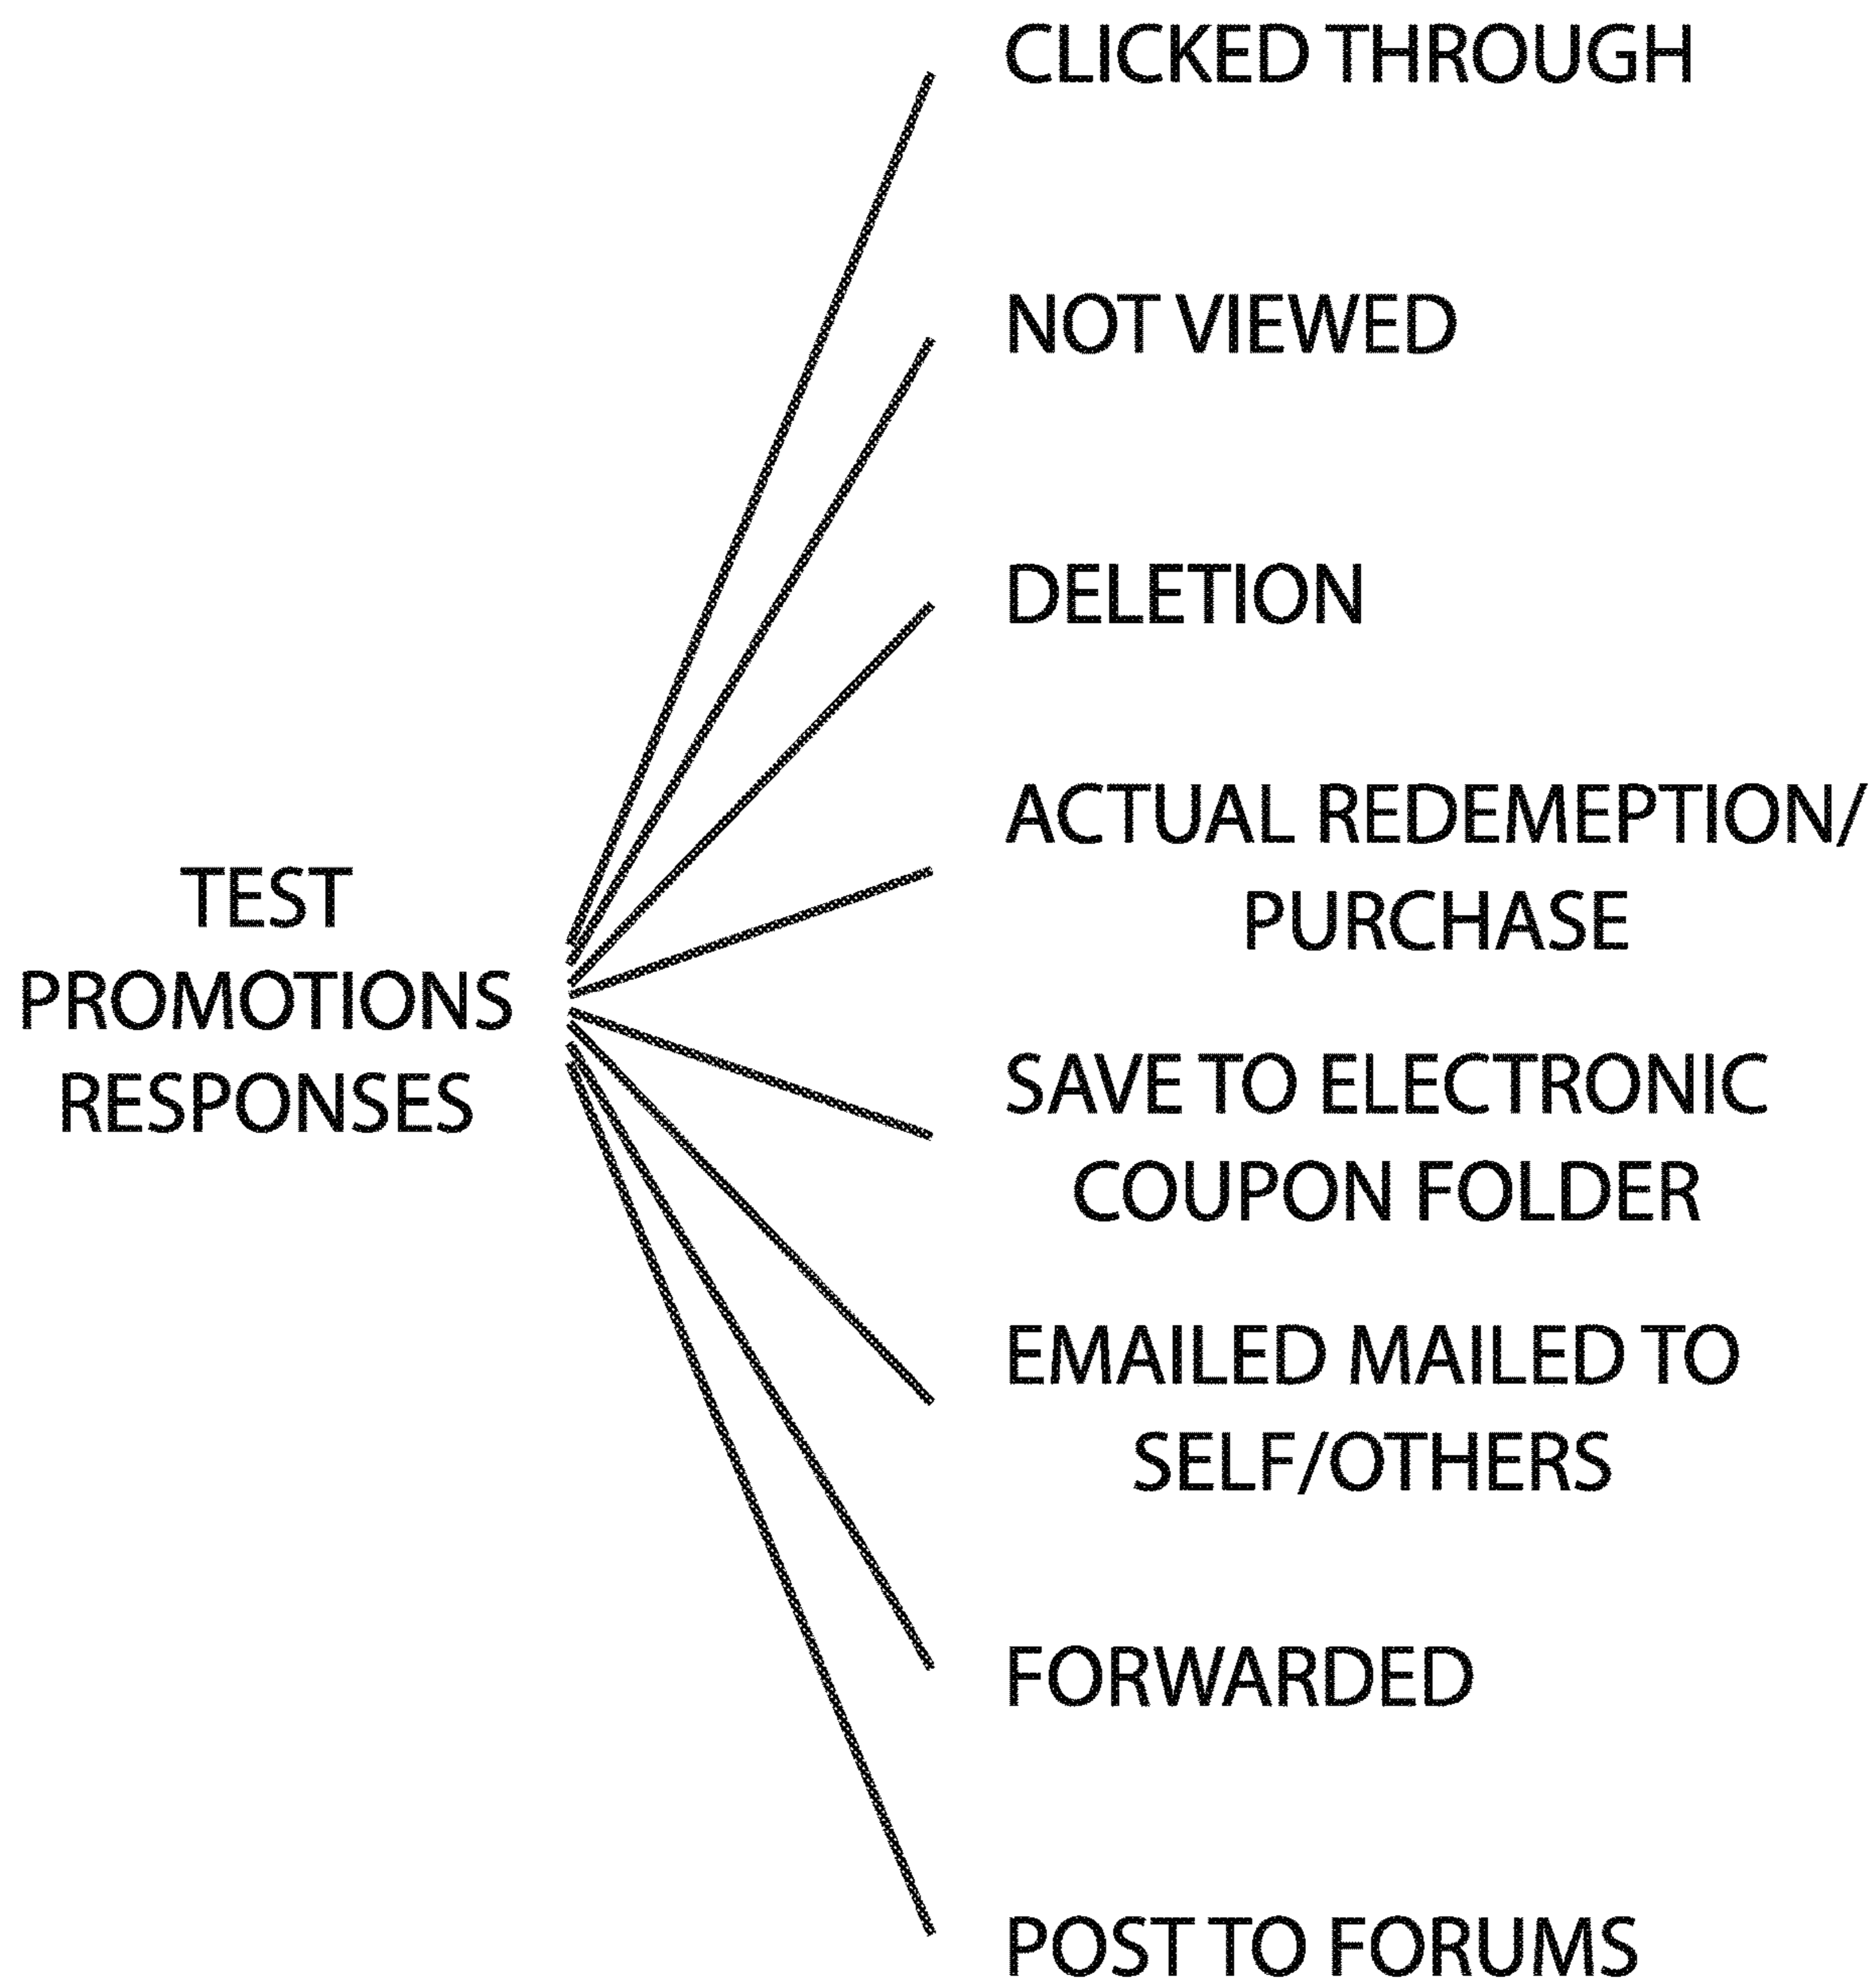 CLICKED THROUGH
NOT VIEWED
DELETION
ACTUAL REDEMEPTION/
PURCHASE
TEST
PROMOTIONS
RESPONSES
SAVE TO ELECTRONIC
COUPON FOLDER
EMAILED MAILED TO
SELF/OTHERS
FORWARDED
POST TO FORUMS